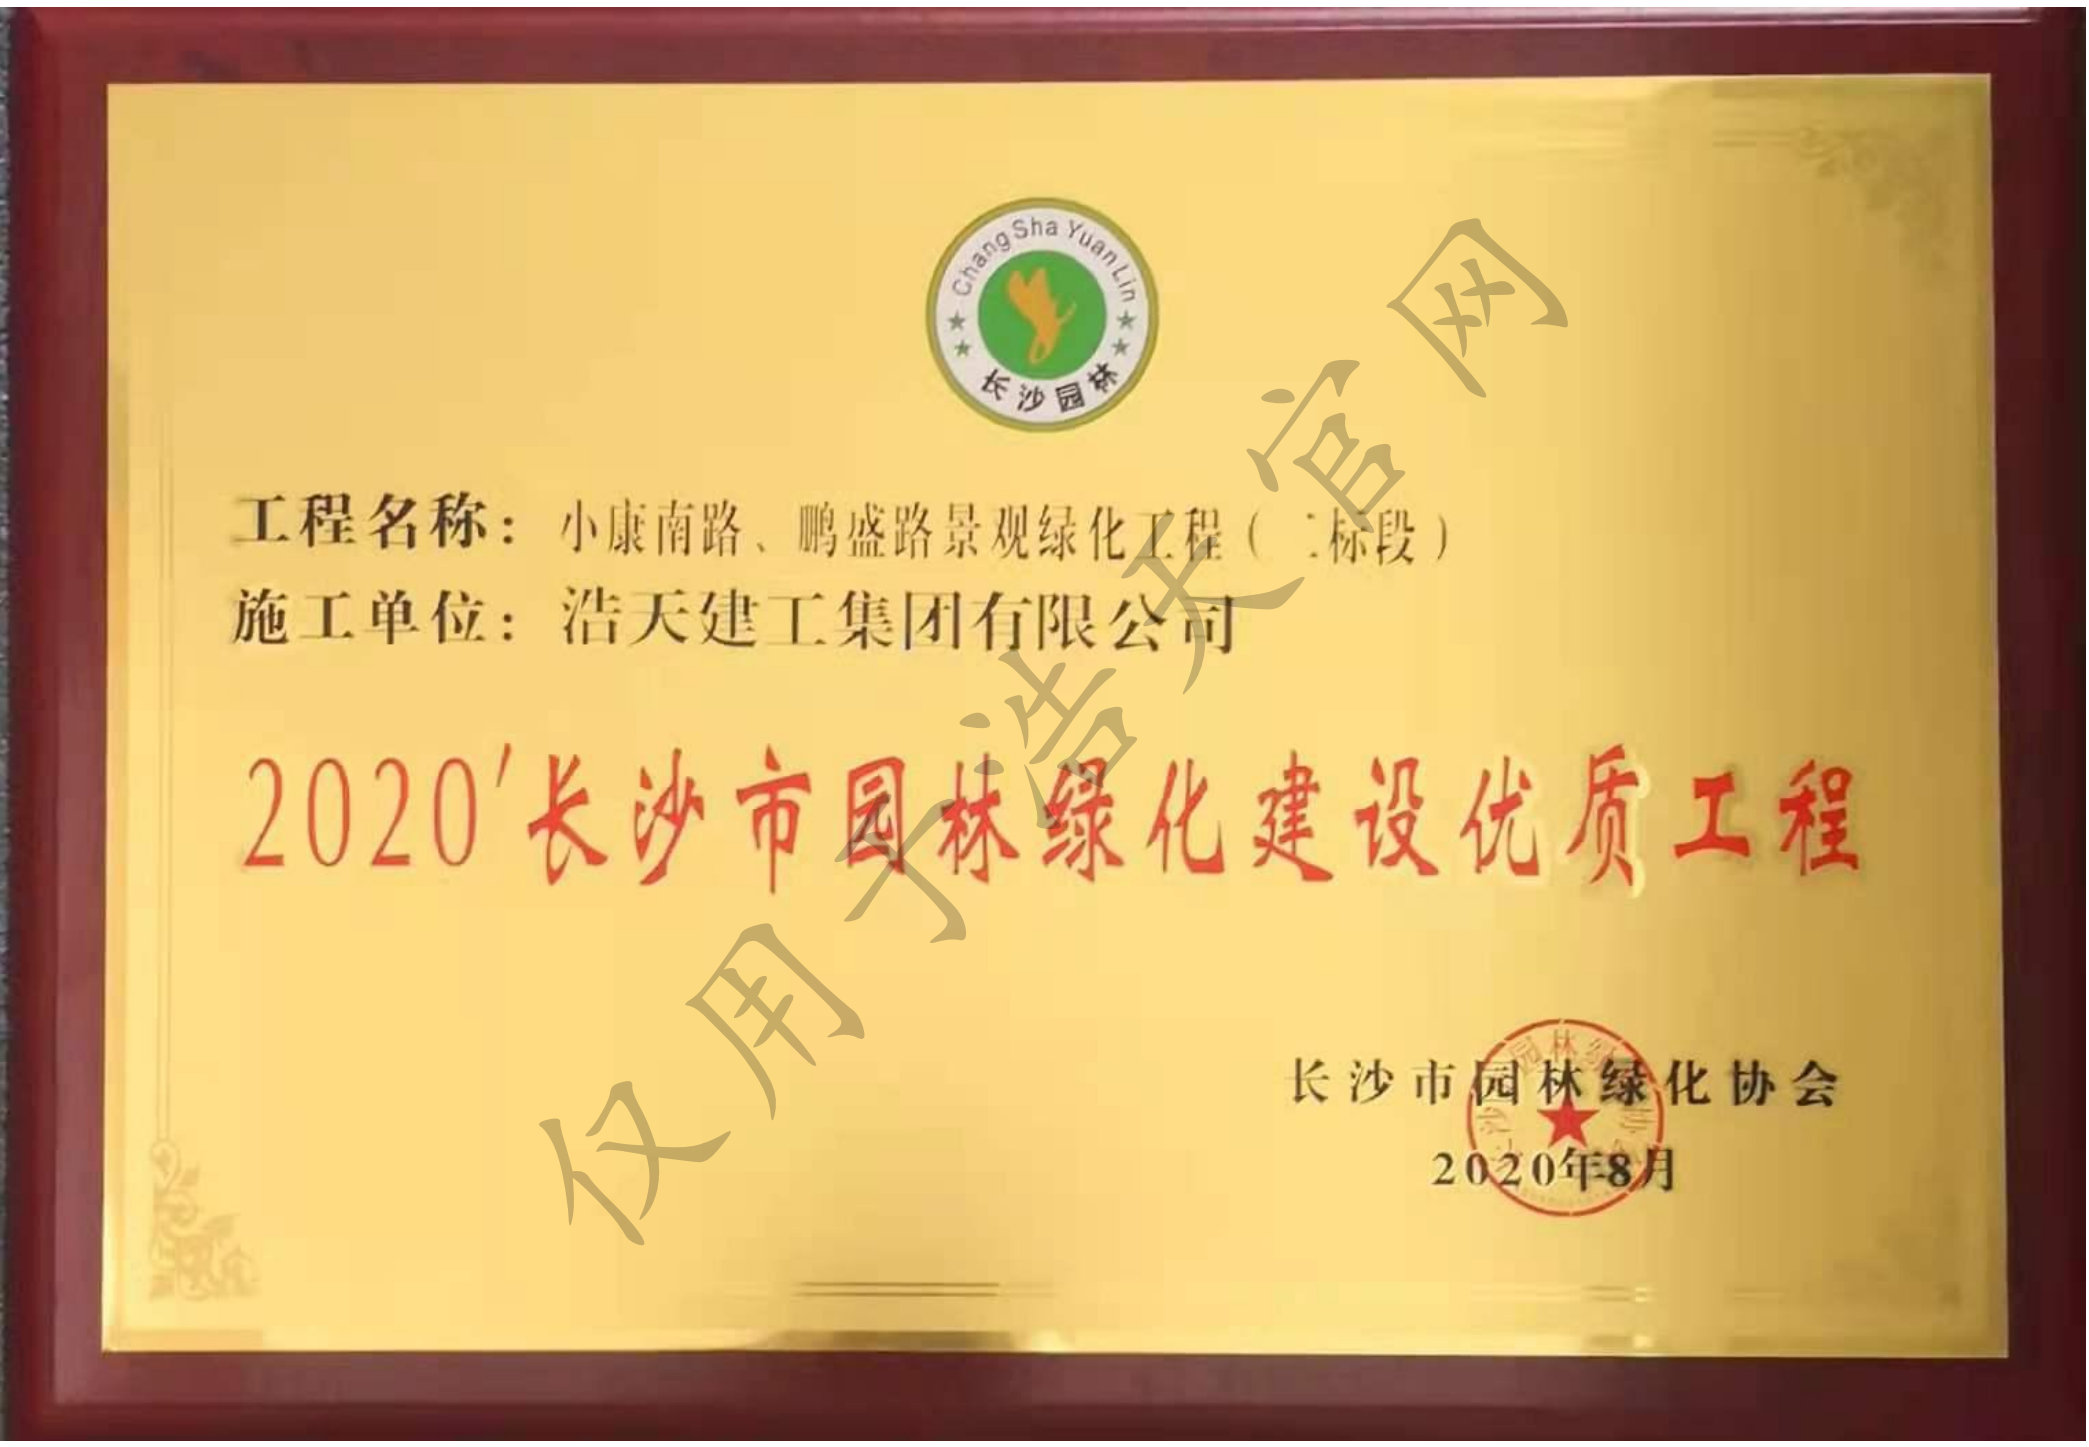 Chang Sha Yuan Lin
长沙园林
工程名称：小康南路、鹏盛路景观绿化工程（二标段）
施工单位：浩天建工集团有限公司
2020'长沙市园林绿化建设优质工程
长沙市园林绿化协会
2020年8月
仅用于浩天官网